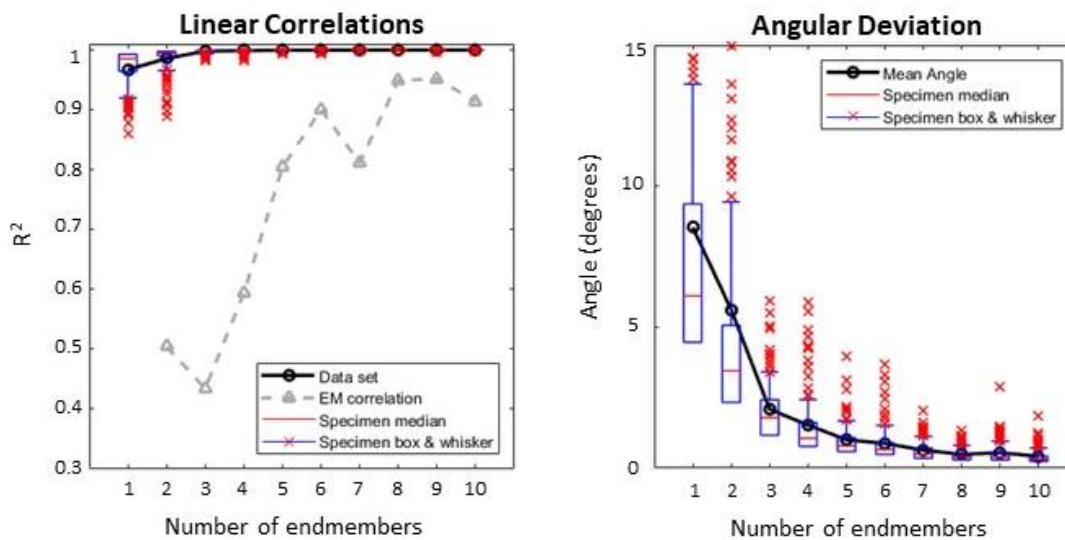 Linear Correlations
1
0.9
0.8
0.7
0.6
0.5
0.4
0.3
R²
Data set
EM correlation
Specimen median
Specimen box & whisker
1 2 3 4 5 6 7 8 9 10
Number of endmembers
Angular Deviation
15
10
5
0
Angle (degrees)
Mean Angle
Specimen median
Specimen box & whisker
1 2 3 4 5 6 7 8 9 10
Number of endmembers